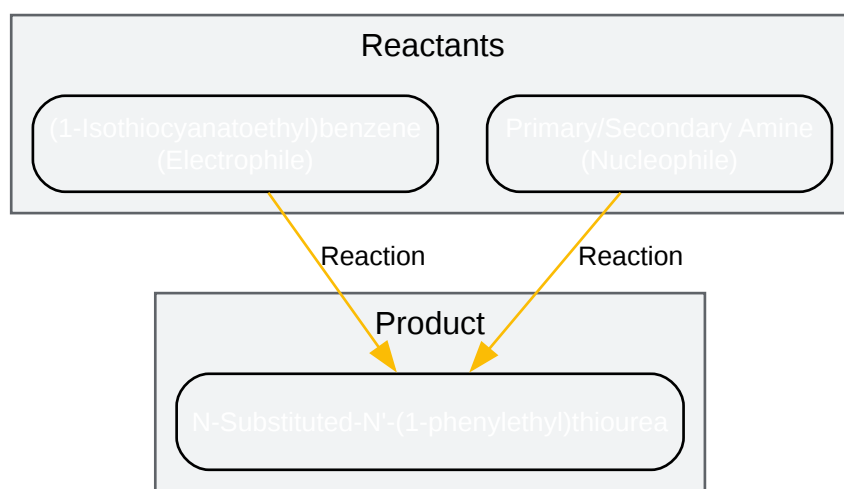 Reactants
(1-Isothiocyanatoethyl)benzene
(Electrophile)
Primary/Secondary Amine
(Nucleophile)
Reaction
Reaction
Product
N-Substituted-N'-(1-phenylethyl)thiourea